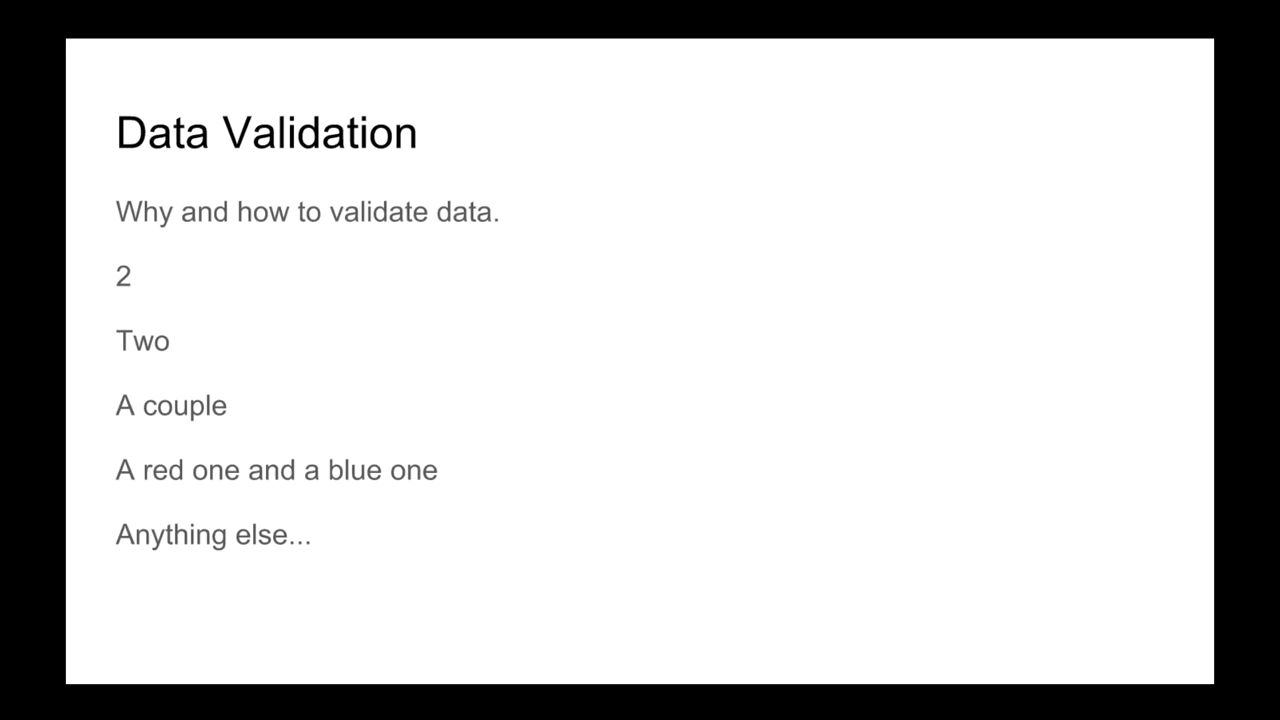 Data Validation
Why and how to validate data.
2
Two
A couple
A red one and a blue one
Anything else...